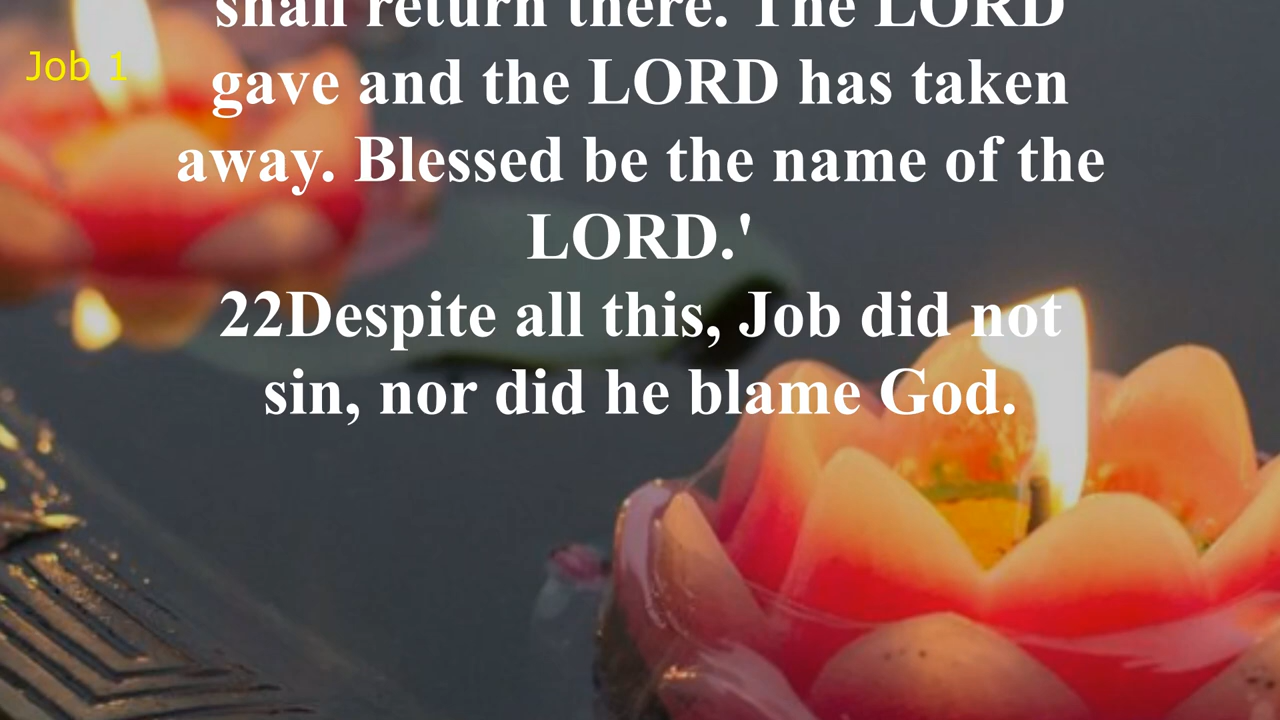 Job 1
shall return there. The LORD
gave and the LORD has taken
away. Blessed be the name of the
LORD.'
22Despite all this, Job did not
sin, nor did he blame God.